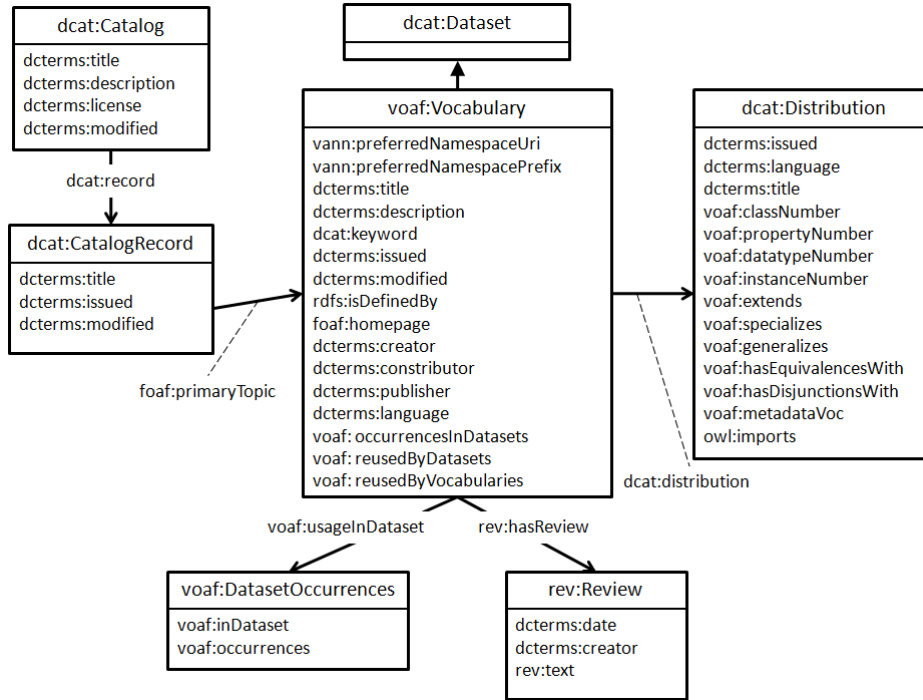 dcat:Catalog
dcterms:title
dcterms:description
dcterms:license
dcterms:modified
dcat:record
dcat:CatalogRecord
dcterms:title
dcterms:issued
dcterms:modified
foaf:primaryTopic
dcat:Dataset
voaf:Vocabulary
vann:preferredNamespaceUri
vann:preferredNamespacePrefix
dcterms:title
dcterms:description
dcat:keyword
dcterms:issued
dcterms:modified
rdfs:isDefinedBy
foaf:homepage
dcterms:creator
dcterms:constributor
dcterms:publisher
dcterms:language
voaf: occurrencesInDatasets
voaf: reusedByDatasets
voaf: reusedByVocabularies
dcat:Distribution
dcterms:issued
dcterms:language
dcterms:title
voaf:classNumber
voaf:propertyNumber
voaf:datatypeNumber
voaf:instanceNumber
voaf:extends
voaf:specializes
voaf:generalizes
voaf:hasEquivalencesWith
voaf:hasDisjunctionsWith
voaf:metadataVoc
owl:imports
dcat:distribution
voaf:usageInDataset
rev:hasReview
voaf:DatasetOccurrences
voaf:inDataset
voaf:occurrences
rev:Review
dcterms:date
dcterms:creator
rev:text